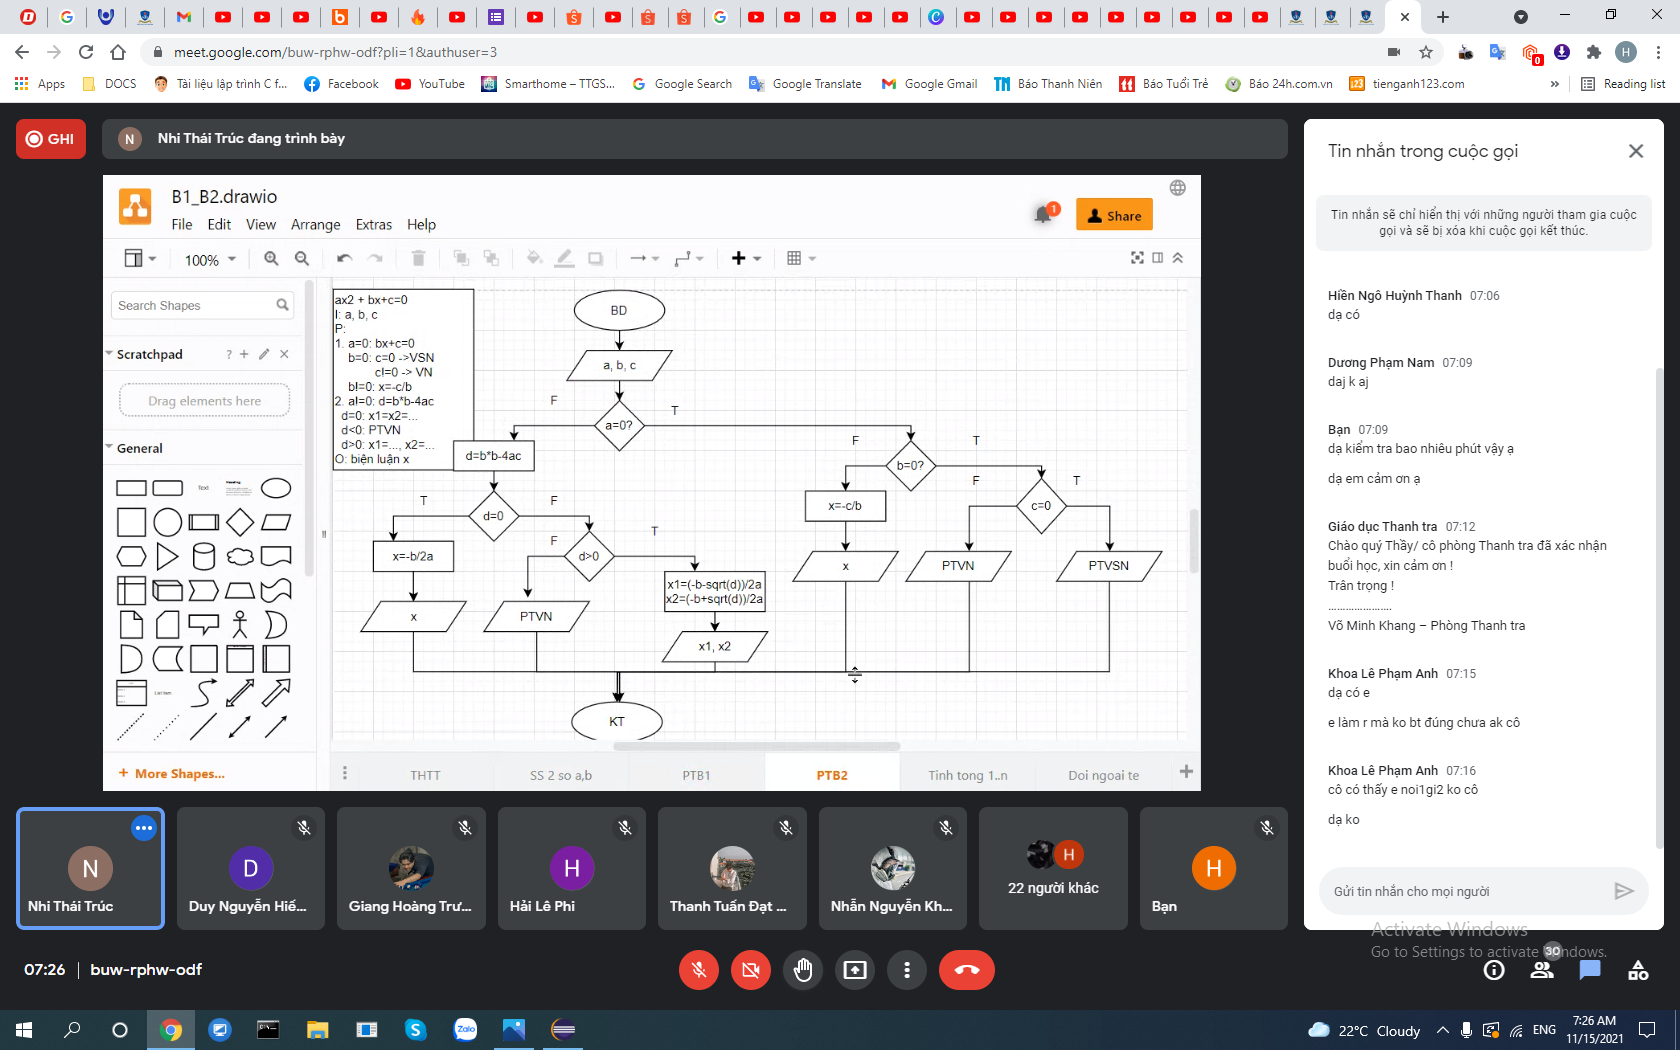 meet.google.com/buw-rphw-odf?pli=1&authuser=3
H
0
Apps
DOCS
Tài liệu lập trình C f...
Facebook
YouTube
Smarthome – TTGS...
Google Search
Google Translate
Google Gmail
Báo Thanh Niên
Báo Tuổi Trẻ
Báo 24h.com.vn
tienganh123.com
»
Reading list
GHI
N
Nhi Thái Trúc đang trình bày
B1_B2.drawio
File Edit View Arrange Extras Help
1
Share
100%
Search Shapes
Scratchpad
?
Drag elements here
General
Text
Heading
List Item
+ More Shapes...
ax2 + bx+c=0
I: a, b, c
P:
1. a=0: bx+c=0
b=0: c=0 ->VSN
c!=0 -> VN
b!=0: x=-c/b
2. a!=0: d=b*b-4ac
d=0: x1=x2=...
d<0: PTVN
d>0: x1=..., x2=...
O: biện luận x
BD
a, b, c
F
a=0?
T
d=b*b-4ac
F
b=0?
T
T
d=0
F
x=-c/b
F
c=0
T
x=-b/2a
F
d>0
T
x
PTVN
PTVSN
x1=(-b-sqrt(d))/2a
x2=(-b+sqrt(d))/2a
x
PTVN
x1, x2
KT
THTT
SS 2 so a,b
PTB1
PTB2
Tinh tong 1..n
Doi ngoai te
Tin nhắn trong cuộc gọi
Tin nhắn sẽ chỉ hiển thị với những người tham gia cuộc
gọi và sẽ bị xóa khi cuộc gọi kết thúc.
Hiền Ngô Huỳnh Thanh 07:06
dạ có
Dương Phạm Nam 07:09
daj k aj
Bạn 07:09
dạ kiểm tra bao nhiêu phút vậy ạ
dạ em cảm ơn ạ
Giáo dục Thanh tra 07:12
Chào quý Thầy/ cô phòng Thanh tra đã xác nhận
buổi học, xin cảm ơn !
Trân trọng !
.....................
Võ Minh Khang – Phòng Thanh tra
Khoa Lê Phạm Anh 07:15
dạ có e
e làm r mà ko bt đúng chưa ak cô
Khoa Lê Phạm Anh 07:16
cô có thấy e noi1gi2 ko cô
dạ ko
Gửi tin nhắn cho mọi người
N
Nhi Thái Trúc
D
Duy Nguyễn Hiế...
Giang Hoàng Trư...
H
Hải Lê Phi
Thanh Tuấn Đạt ...
Nhẫn Nguyễn Kh...
H
22 người khác
H
Bạn
Activate Windows
Go to Settings to activate Windows.
07:26 | buw-rphw-odf
30
Zalo
22°C Cloudy
ENG
7:26 AM
11/15/2021